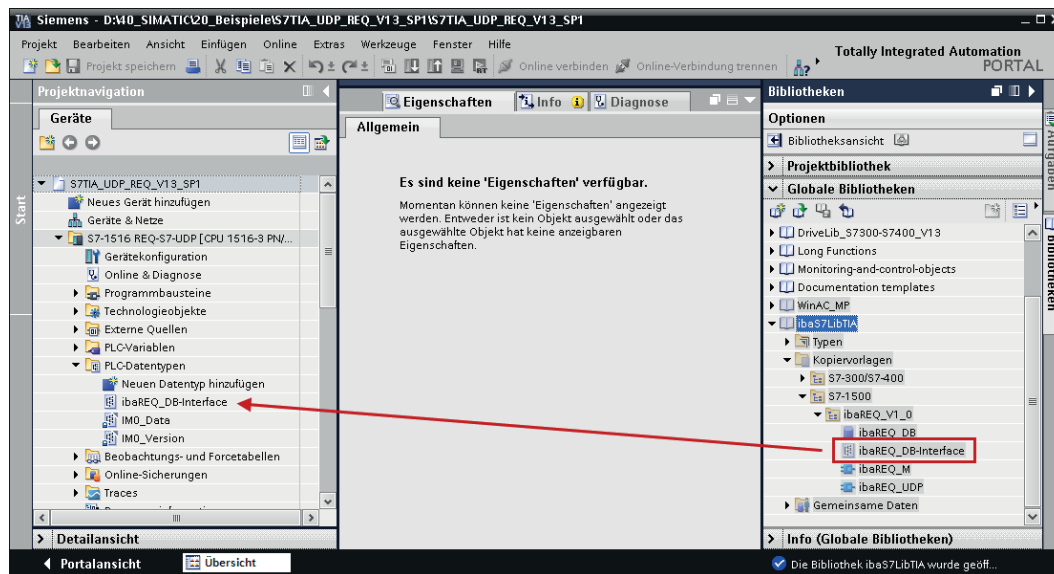 Siemens - D:\40_SIMATIC\20_Beispiele\S7TIA_UDP_REQ_V13_SP1\S7TIA_UDP_REQ_V13_SP1
Projekt Bearbeiten Ansicht Einfügen Online Extras Werkzeuge Fenster Hilfe
Totally Integrated Automation
PORTAL
Projekt speichern
Online verbinden
Online-Verbindung trennen
Projektnavigation
Geräte
Start
S7TIA_UDP_REQ_V13_SP1
Neues Gerät hinzufügen
Geräte & Netze
S7-1516 REQ-S7-UDP [CPU 1516-3 PN/...
Gerätekonfiguration
Online & Diagnose
Programmbausteine
Technologieobjekte
Externe Quellen
PLC-Variablen
PLC-Datentypen
Neuen Datentyp hinzufügen
ibaREQ_DB-Interface
IM0_Data
IM0_Version
Beobachtungs- und Forcetabellen
Online-Sicherungen
Traces
Detailansicht
Eigenschaften
Info
Diagnose
Allgemein
Es sind keine 'Eigenschaften' verfügbar.
Momentan können keine 'Eigenschaften' angezeigt
werden. Entweder ist kein Objekt ausgewählt oder das
ausgewählte Objekt hat keine anzeigbaren
Eigenschaften.
Bibliotheken
Optionen
Bibliotheksansicht
Projektbibliothek
Globale Bibliotheken
DriveLib_S7300-S7400_V13
Long Functions
Monitoring-and-control-objects
Documentation templates
WinAC_MP
ibaS7LibTIA
Typen
Kopiervorlagen
S7-300/S7-400
S7-1500
ibaREQ_V1_0
ibaREQ_DB
ibaREQ_DB-Interface
ibaREQ_M
ibaREQ_UDP
Gemeinsame Daten
Info (Globale Bibliotheken)
Aufgaben
Bibliotheken
Portalansicht
Übersicht
Die Bibliothek ibaS7LibTIA wurde geöff...